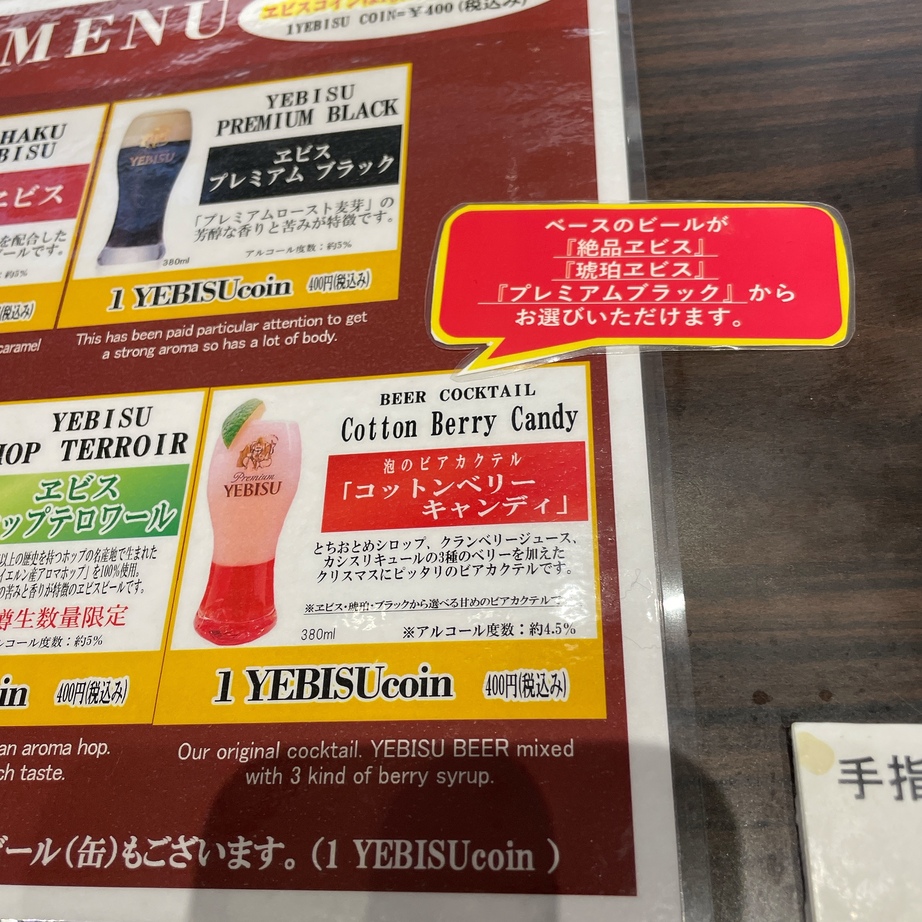 MENU
1YEBISU COIN=￥400(税込み)
HAKU
ヱビス
を配合した
ールです。
約5%
YEBISU
PREMIUM BLACK
ヱビス
プレミアム ブラック
「プレミアムロースト麦芽」の
芳醇な香りと苦みが特徴です。
アルコール度数：約5%
YEBISU
380ml
1 YEBISUcoin 400円(税込み)
caramel
This has been paid particular attention to get
a strong aroma so has a lot of body.
ベースのビールが
『絶品ヱビス』
『琥珀ヱビス』
『プレミアムブラック』から
お選びいただけます。
YEBISU
HOP TERROIR
ヱビス
ップテロワール
以上の歴史を持つホップの名産地で生まれた
イエルン産アロマホップ」を100%使用。
の苦みと香りが特徴のヱビスビールです。
樽生数量限定
コール度数：約5%
in 400円(税込み)
an aroma hop.
ch taste.
BEER COCKTAIL
Cotton Berry Candy
泡のビアカクテル
「コットンベリー
キャンディ」
とちおとめシロップ、クランベリージュース、
カシスリキュールの3種のベリーを加えた
クリスマスにピッタリのビアカクテルです。
※ヱビス・琥珀・ブラックから選べる甘めのビアカクテルで
Premium
YEBISU
380ml
※アルコール度数：約4.5%
1 YEBISUcoin 400円(税込み)
Our original cocktail. YEBISU BEER mixed
with 3 kind of berry syrup.
ビール(缶)もございます。(1 YEBISUcoin )
手指